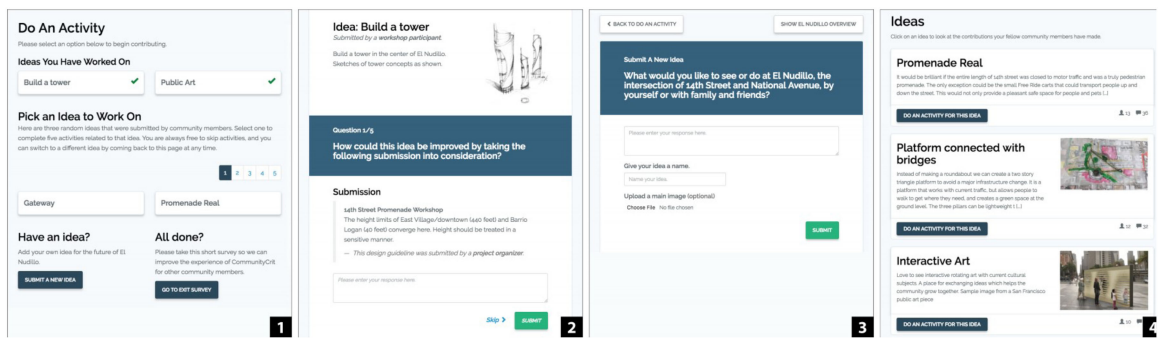 Do An Activity
Please select an option below to begin contributing.
Ideas You Have Worked On
Build a tower
Public Art
Pick an Idea to Work On
Here are three random ideas that were submitted by community members. Select one to
complete five activities related to that idea. You are always free to skip activities, and you
can switch to a different idea by coming back to this page at any time.
1 2 3 4 5
Gateway
Promenade Real
Have an idea?
Add your own idea for the future of El
Nudillo.
SUBMIT A NEW IDEA
All done?
Please take this short survey so we can
improve the experience of CommunityCrit
for other community members.
GO TO EXIT SURVEY
1
Idea: Build a tower
Submitted by a workshop participant.
Build a tower in the center of El Nudillo.
Sketches of tower concepts as shown.
Question 1/5
How could this idea be improved by taking the
following submission into consideration?
Submission
14th Street Promenade Workshop
The height limits of East Village/downtown (440 feet) and Barrio
Logan (40 feet) converge here. Height should be treated in a
sensitive manner.
— This design guideline was submitted by a project organizer.
Please enter your response here.
Skip >
SUBMIT
2
< BACK TO DO AN ACTIVITY
SHOW EL NUDILLO OVERVIEW
Submit A New Idea
What would you like to see or do at El Nudillo, the
intersection of 14th Street and National Avenue, by
yourself or with family and friends?
Please enter your response here.
Give your idea a name.
Name your idea.
Upload a main image (optional)
Choose File No file chosen
SUBMIT
3
Ideas
Click on an idea to look at the contributions your fellow community members have made.
Promenade Real
It would be brilliant if the entire length of 14th street was closed to motor traffic and was a truly pedestrian
promenade. The only exception could be the small Free Ride carts that could transport people up and
down the street. This would not only provide a pleasant safe space for people and pets [...]
DO AN ACTIVITY FOR THIS IDEA
13 36
Platform connected with
bridges
Instead of making a roundabout we can create a two story
triangle platform to avoid a major infrastructure change. It is a
platform that works with current traffic, but allows people to
walk to get where they need, and creates a green space at the
ground level. The three pillars can be lightweight I [...]
DO AN ACTIVITY FOR THIS IDEA
12 32
Interactive Art
Love to see interactive rotating art with current cultural
subjects. A place for exchanging ideas which helps the
community grow together. Sample image from a San Francisco
public art piece
DO AN ACTIVITY FOR THIS IDEA
10
4